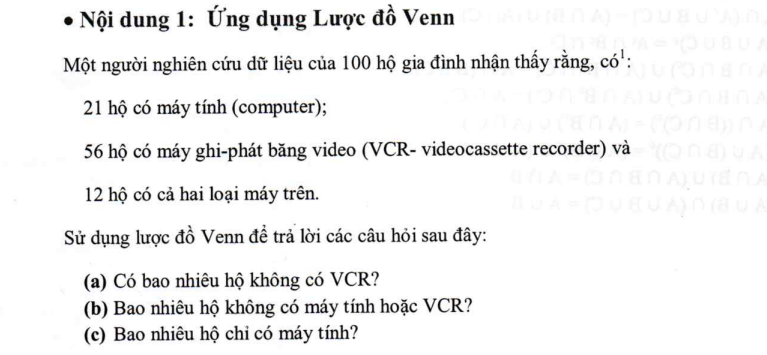 • Nội dung 1: Ứng dụng Lược đồ Venn
Một người nghiên cứu dữ liệu của 100 hộ gia đình nhận thấy rằng, có¹:
21 hộ có máy tính (computer);
56 hộ có máy ghi-phát băng video (VCR- videocassette recorder) và
12 hộ có cả hai loại máy trên.
Sử dụng lược đồ Venn để trả lời các câu hỏi sau đây:
(a) Có bao nhiêu hộ không có VCR?
(b) Bao nhiêu hộ không có máy tính hoặc VCR?
(c) Bao nhiêu hộ chỉ có máy tính?